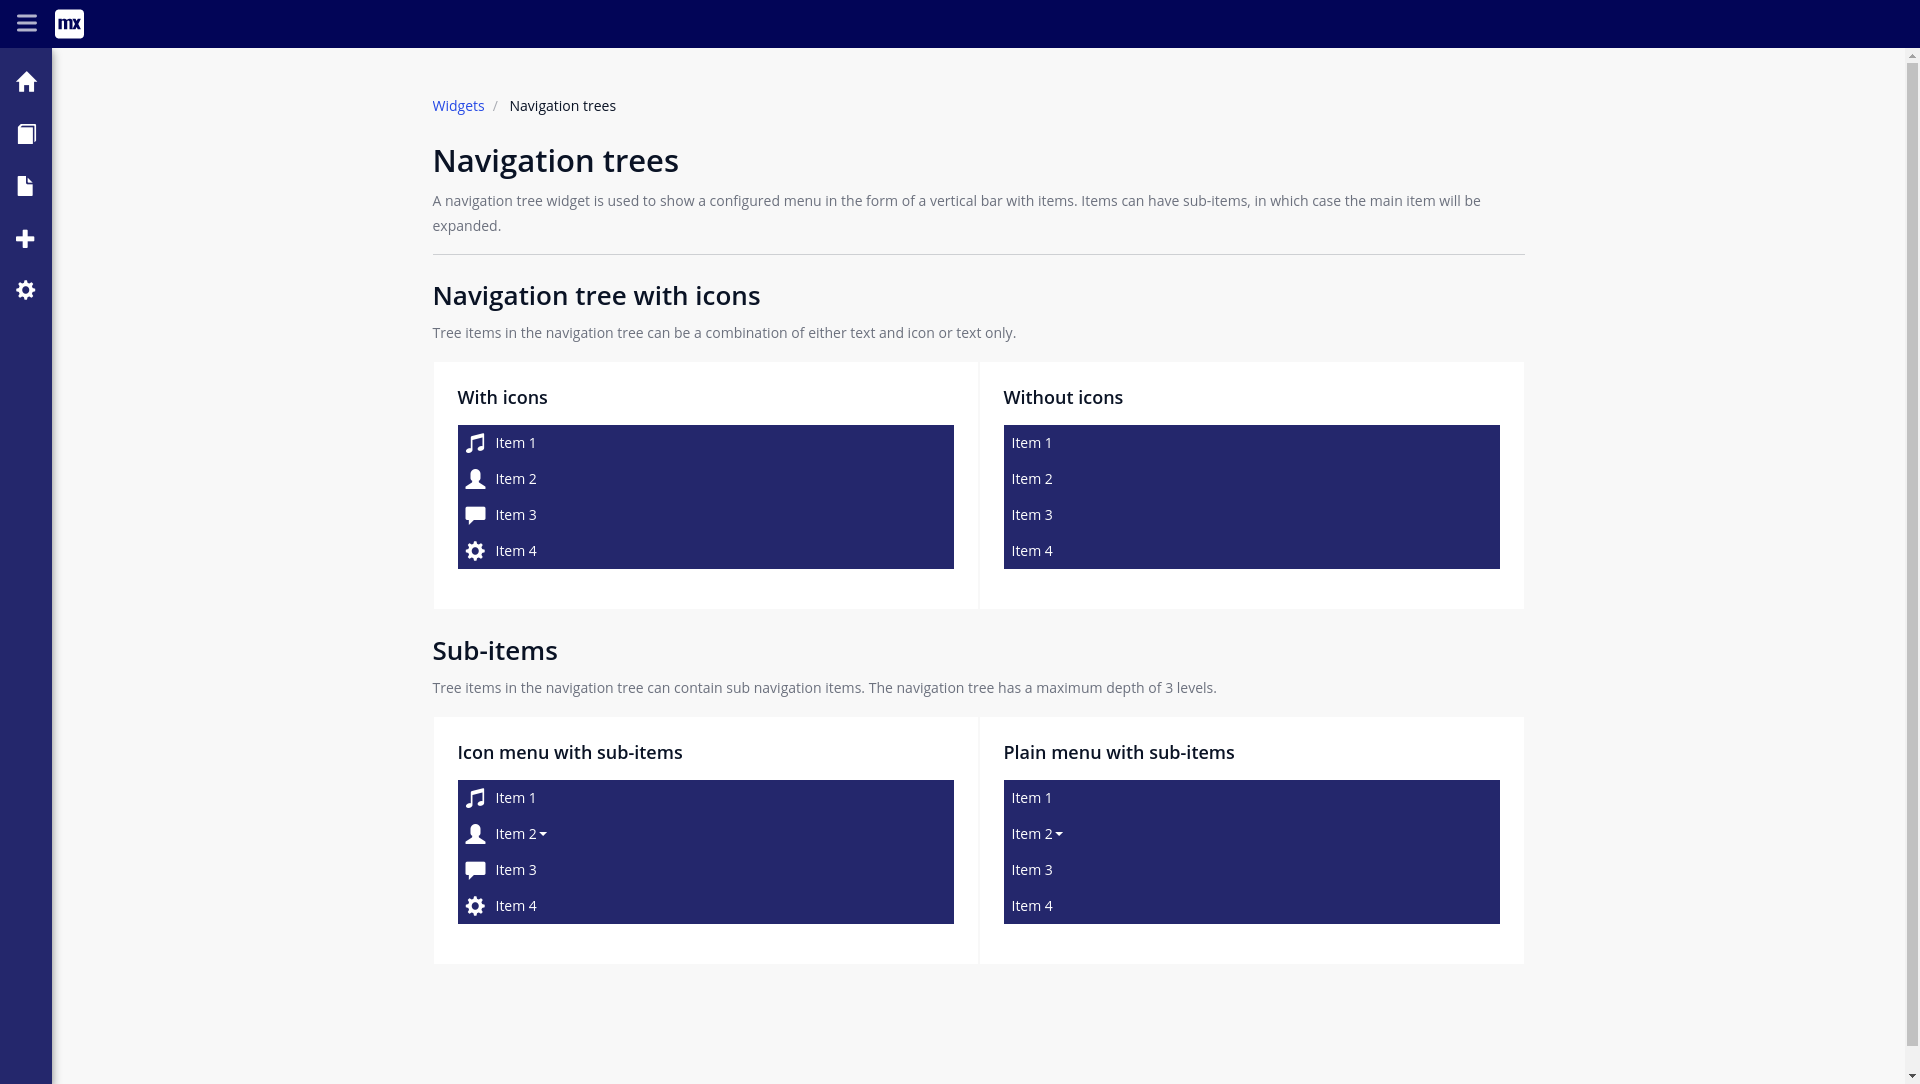 mx
Widgets / Navigation trees
Navigation trees
A navigation tree widget is used to show a configured menu in the form of a vertical bar with items. Items can have sub-items, in which case the main item will be
expanded.
Navigation tree with icons
Tree items in the navigation tree can be a combination of either text and icon or text only.
With icons
Item 1
Item 2
Item 3
Item 4
Without icons
Item 1
Item 2
Item 3
Item 4
Sub-items
Tree items in the navigation tree can contain sub navigation items. The navigation tree has a maximum depth of 3 levels.
Icon menu with sub-items
Item 1
Item 2
Item 3
Item 4
Plain menu with sub-items
Item 1
Item 2
Item 3
Item 4